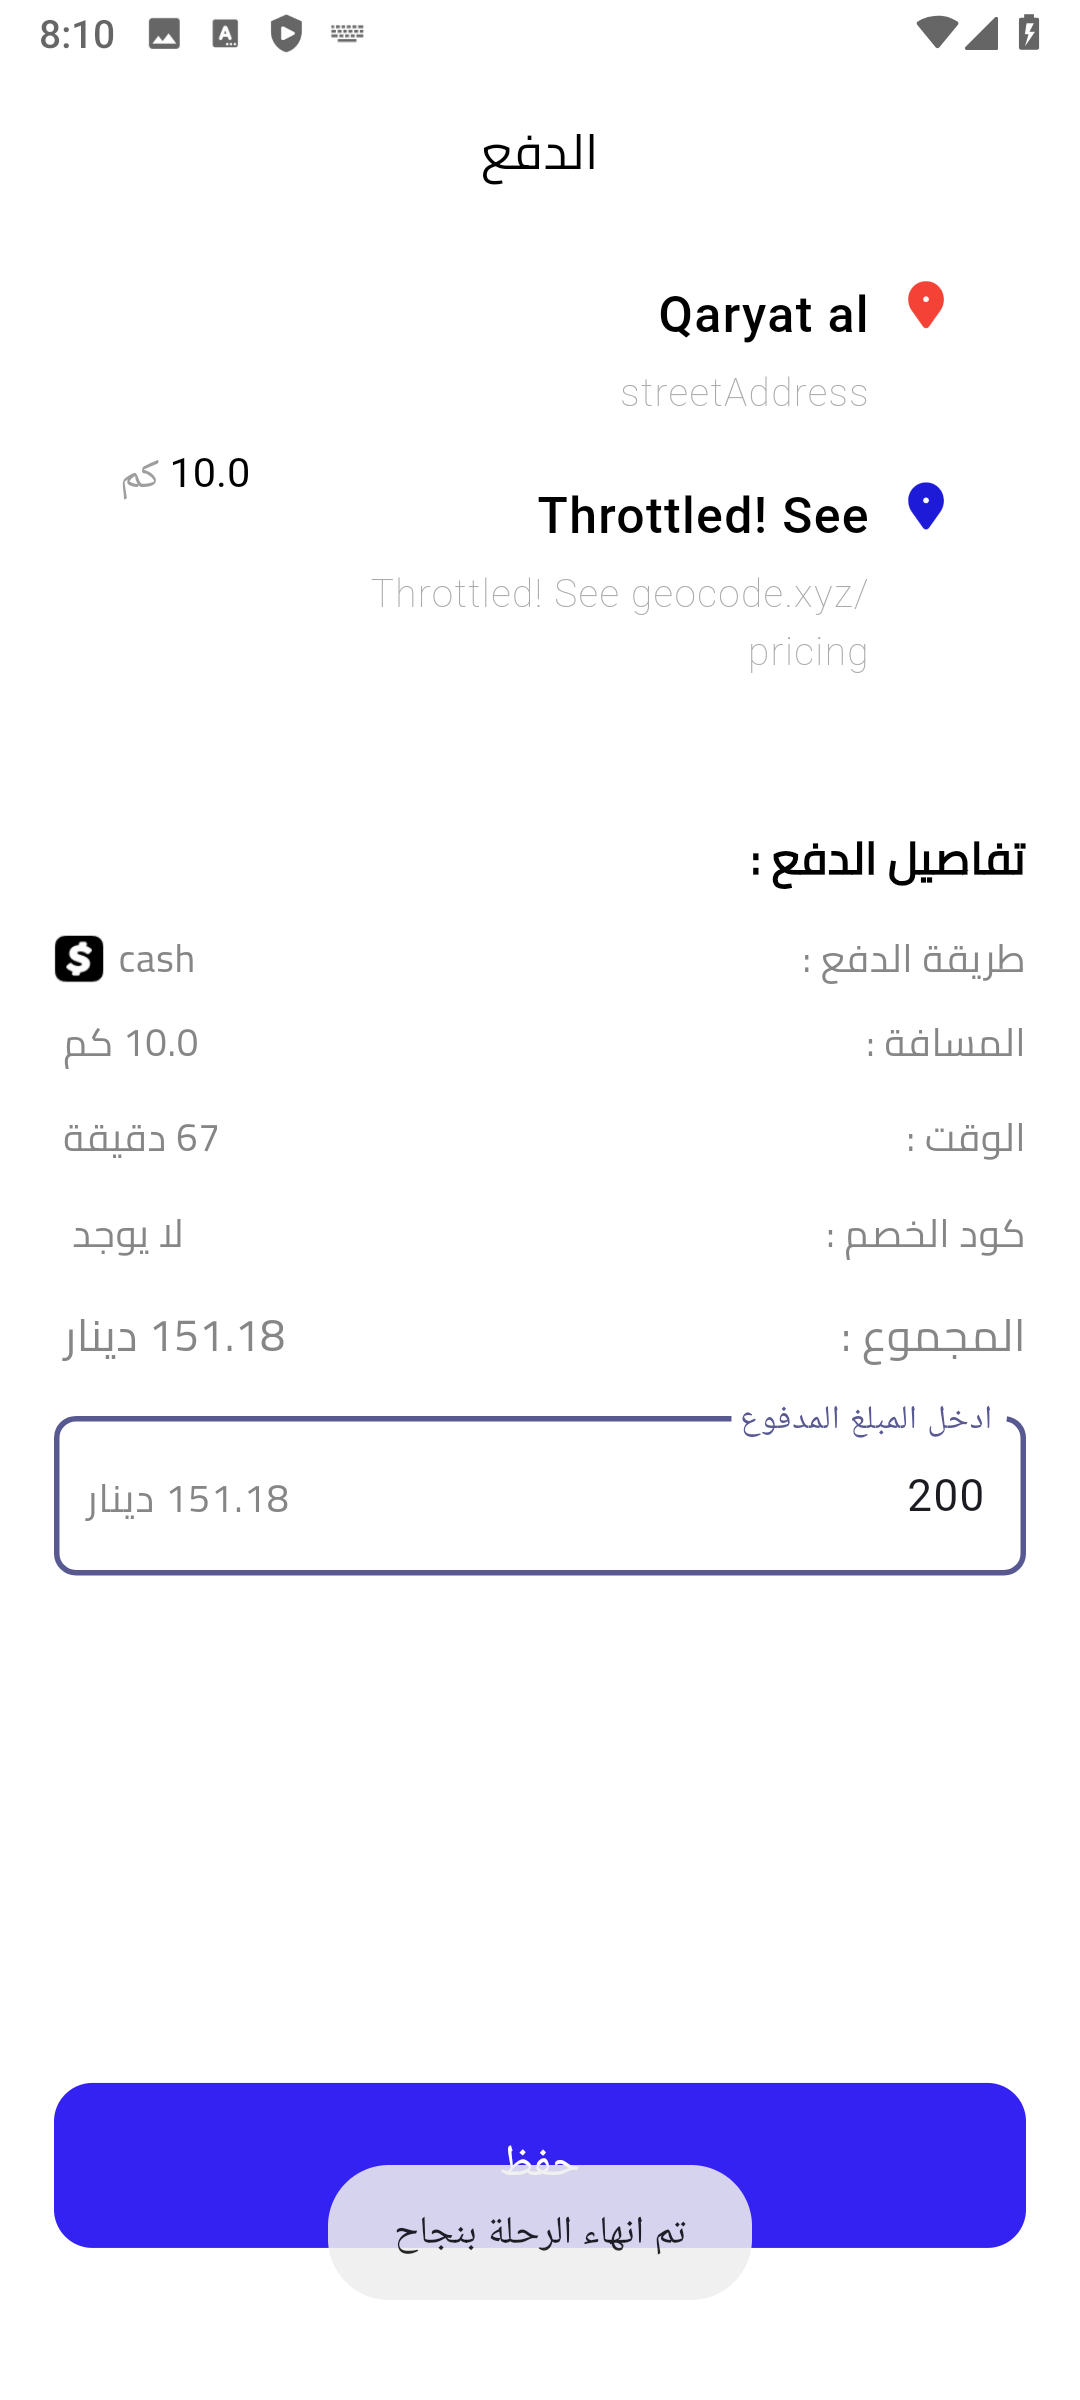 8:10
الدفع
Qaryat al
streetAddress
10.0 كم
Throttled! See
Throttled! See geocode.xyz/
pricing
تفاصيل الدفع :
طريقة الدفع : cash
المسافة : 10.0 كم
الوقت : 67 دقيقة
كود الخصم : لا يوجد
المجموع : 151.18 دينار
ادخل المبلغ المدفوع
200 151.18 دينار
حفظ
تم انهاء الرحلة بنجاح